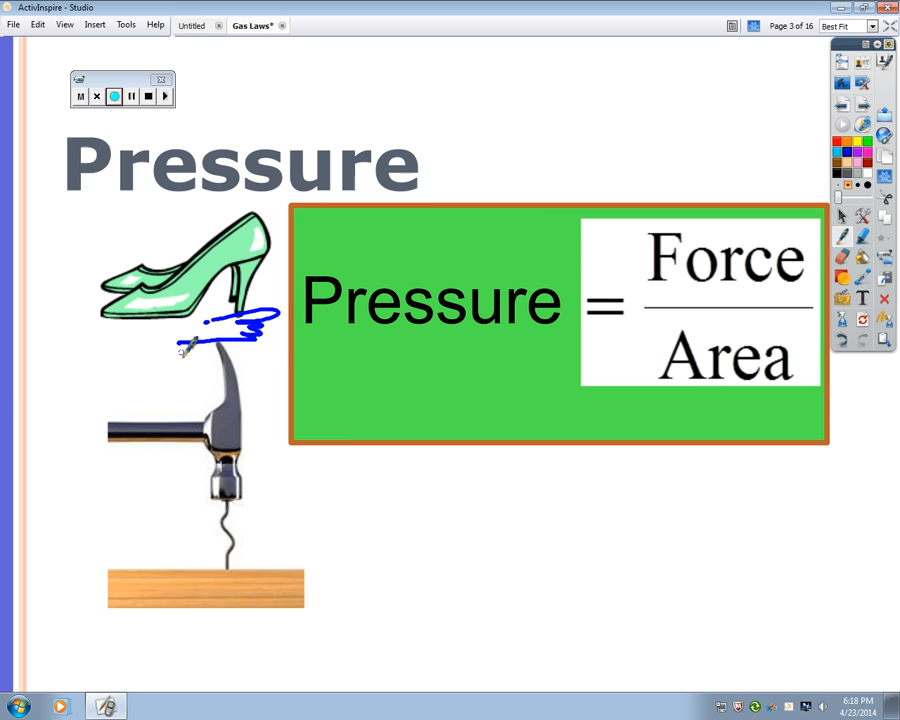 ActivInspire - Studio
File Edit View Insert Tools Help
Untitled Gas Laws* Page 3 of 16 Best Fit
M
Pressure
Pressure = Force
Area
T
6:18 PM
4/23/2014